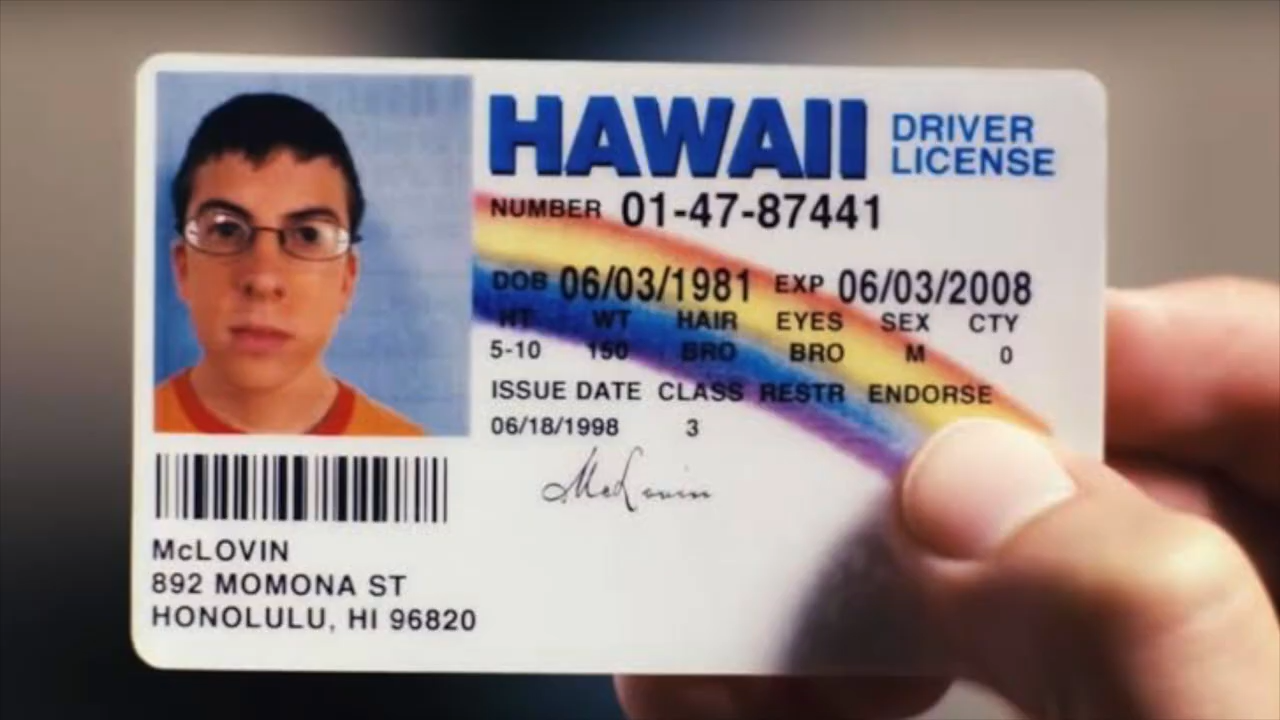 HAWAII DRIVER LICENSE
NUMBER 01-47-87441
DOB 06/03/1981 EXP 06/03/2008
HT WT HAIR EYES SEX CTY
5-10 150 BRO BRO M 0
ISSUE DATE CLASS RESTR ENDORSE
06/18/1998 3
McLovin
McLOVIN
892 MOMONA ST
HONOLULU, HI 96820